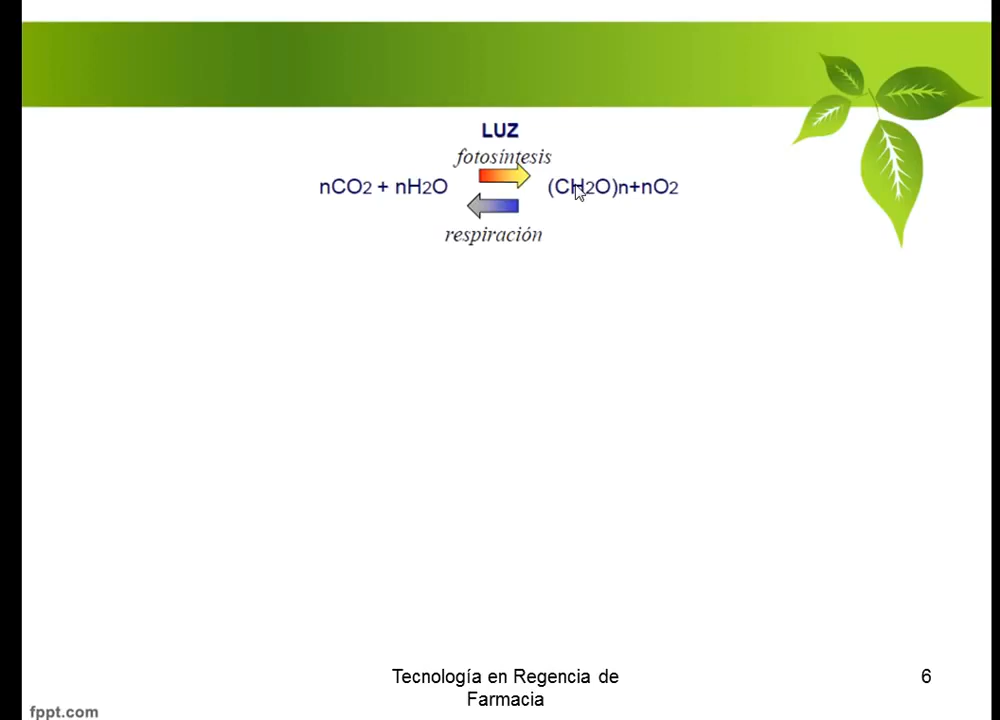 LUZ
fotosíntesis
nCO2 + nH2O (CH2O)n+nO2
respiración
Tecnología en Regencia de
Farmacia
6
fppt.com